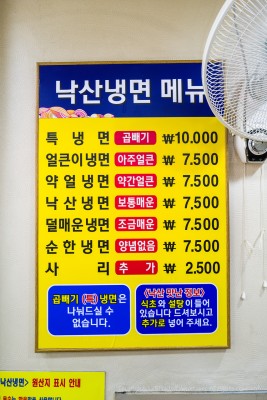 낙산냉면 메뉴
특 냉 면 곱빼기 ₩10.000
얼큰이냉면 아주얼큰 ₩ 7.500
약얼냉면 약간얼큰 ₩ 7.500
낙산냉면 보통매운 ₩ 7.500
덜매운냉면 조금매운 ₩ 7.500
순한냉면 양념없음 ₩ 7.500
사 리 추 가 ₩ 2.500
곱빼기 (특)냉면은
나눠드실 수
없습니다.
<낙산 맛난 정보>
식초와 설탕이 들어
있습니다 드셔보시고
추가로 넣어 주세요.
낙산냉면> 원산지 표시 안내